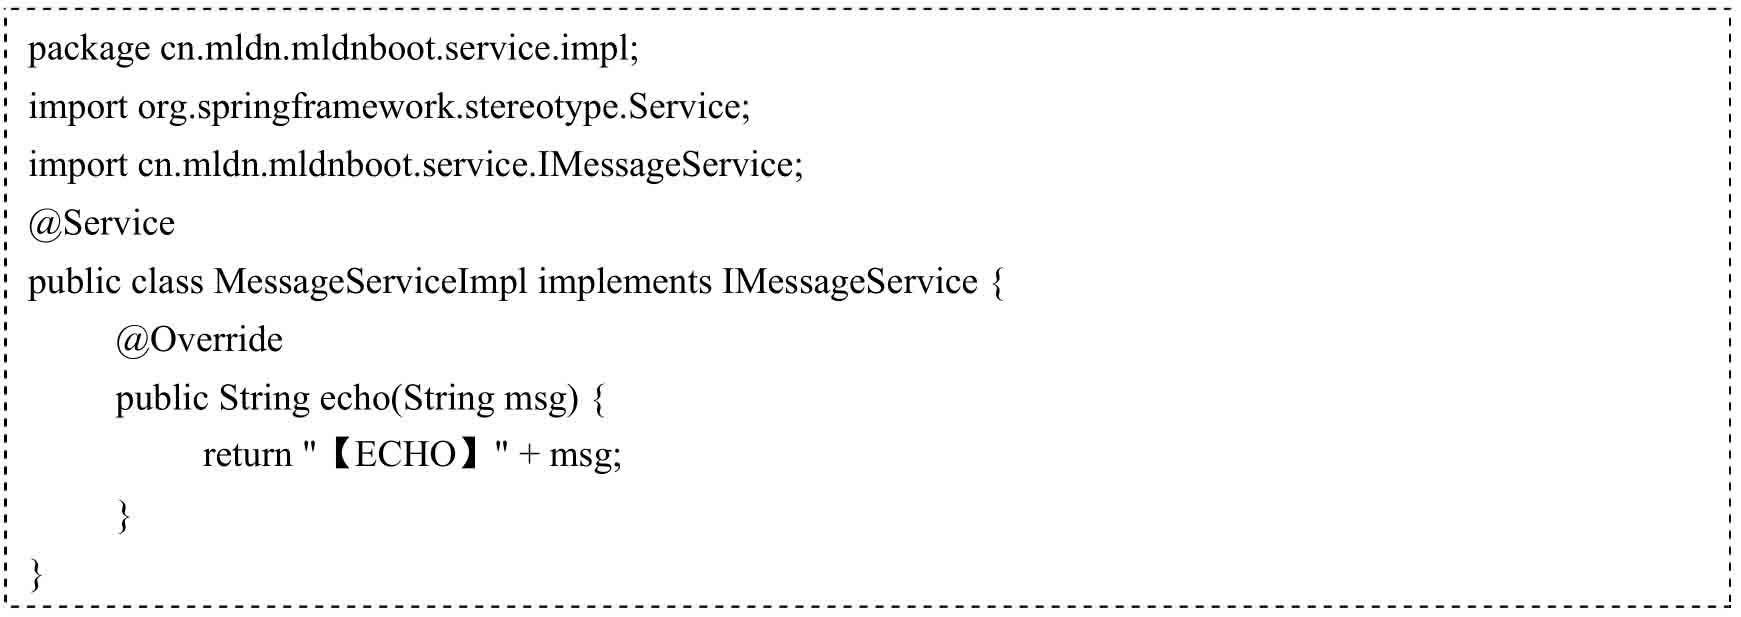 package cn.mldn.mldnboot.service.impl;
import org.springframework.stereotype.Service;
import cn.mldn.mldnboot.service.IMessageService;
@Service
public class MessageServiceImpl implements IMessageService {
@Override
public String echo(String msg) {
return "【ECHO】" + msg;
}
}